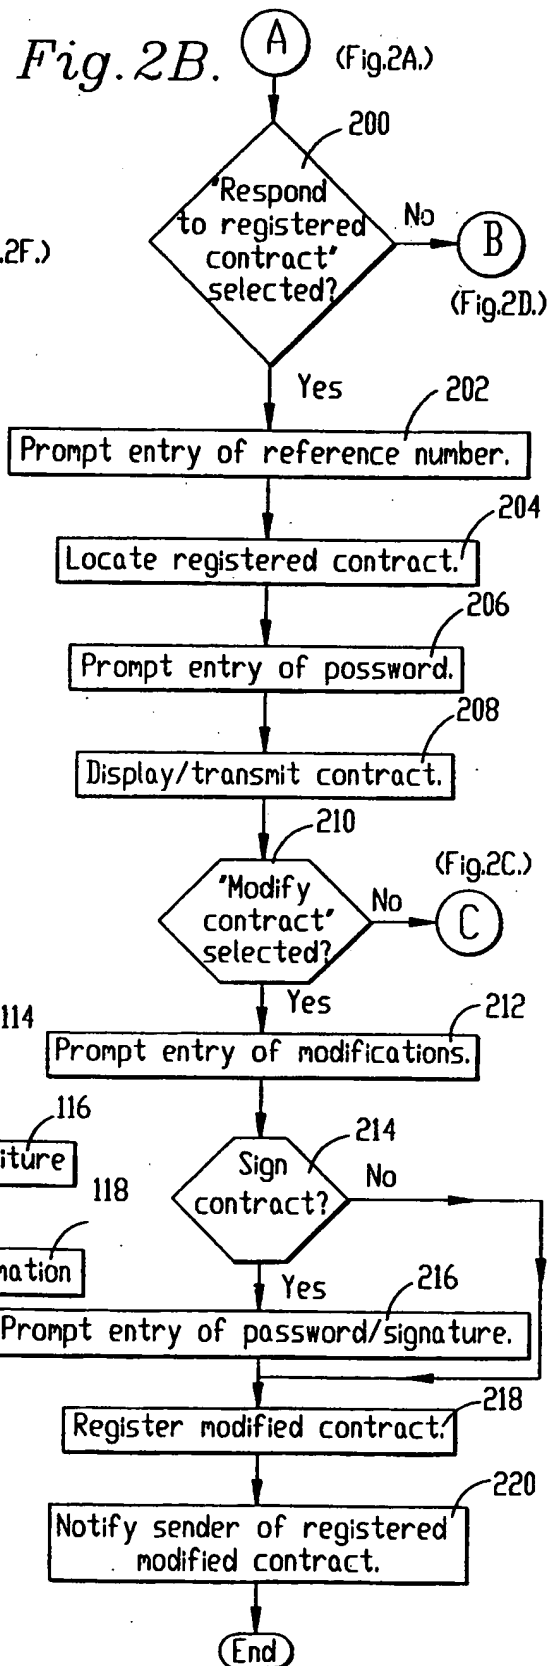 Fig.2B.
A
(Fig.2A.)
200
"Respond
to registered
contract"
selected?
No
B
(Fig.2D.)
.2F.)
Yes
202
Prompt entry of reference number.
204
Locate registered contract.
206
Prompt entry of possword.
208
Display/transmit contract.
210
(Fig.2C.)
"Modify
contract"
selected?
No
C
Yes
212
114
Prompt entry of modifications.
116
214
Sign
contract?
No
iture
118
nation
Yes
216
Prompt entry of password/signature.
218
Register modified contract.
220
Notify sender of registered
modified contract.
End